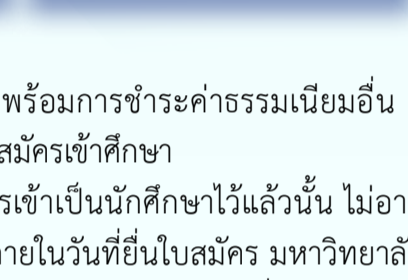 พร้อมการชำระค่าธรรมเนียมอื่น
สมัครเข้าศึกษา
รเข้าเป็นนักศึกษาไว้แล้วนั้น ไม่อา
ายในวันที่ยื่นใบสมัคร มหาวิทยาลั